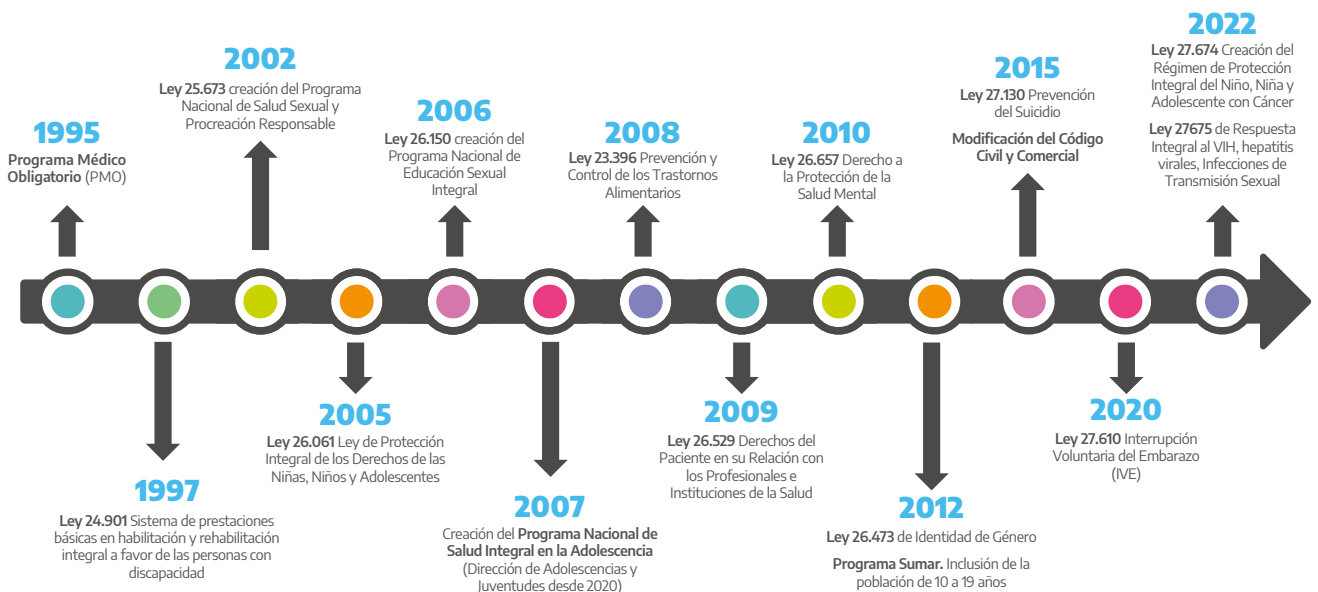 1995
Programa Médico
Obligatorio (PMO)
1997
Ley 24.901 Sistema de prestaciones
básicas en habilitación y rehabilitación
integral a favor de las personas con
discapacidad
2002
Ley 25.673 creación del Programa
Nacional de Salud Sexual y
Procreación Responsable
2005
Ley 26.061 Ley de Protección
Integral de los Derechos de las
Niñas, Niños y Adolescentes
2006
Ley 26.150 creación del
Programa Nacional de
Educación Sexual
Integral
2007
Creación del Programa Nacional de
Salud Integral en la Adolescencia
(Dirección de Adolescencias y
Juventudes desde 2020)
2008
Ley 23.396 Prevención y
Control de los Trastornos
Alimentarios
2009
Ley 26.529 Derechos del
Paciente en su Relación con
los Profesionales e
Instituciones de la Salud
2010
Ley 26.657 Derecho a
la Protección de la
Salud Mental
2012
Ley 26.473 de Identidad de Género
Programa Sumar. Inclusión de la
población de 10 a 19 años
2015
Ley 27.130 Prevención
del Suicidio
Modificación del Código
Civil y Comercial
2020
Ley 27.610 Interrupción
Voluntaria del Embarazo
(IVE)
2022
Ley 27.674 Creación del
Régimen de Protección
Integral del Niño, Niña y
Adolescente con Cáncer
Ley 27675 de Respuesta
Integral al VIH, hepatitis
virales, Infecciones de
Transmisión Sexual